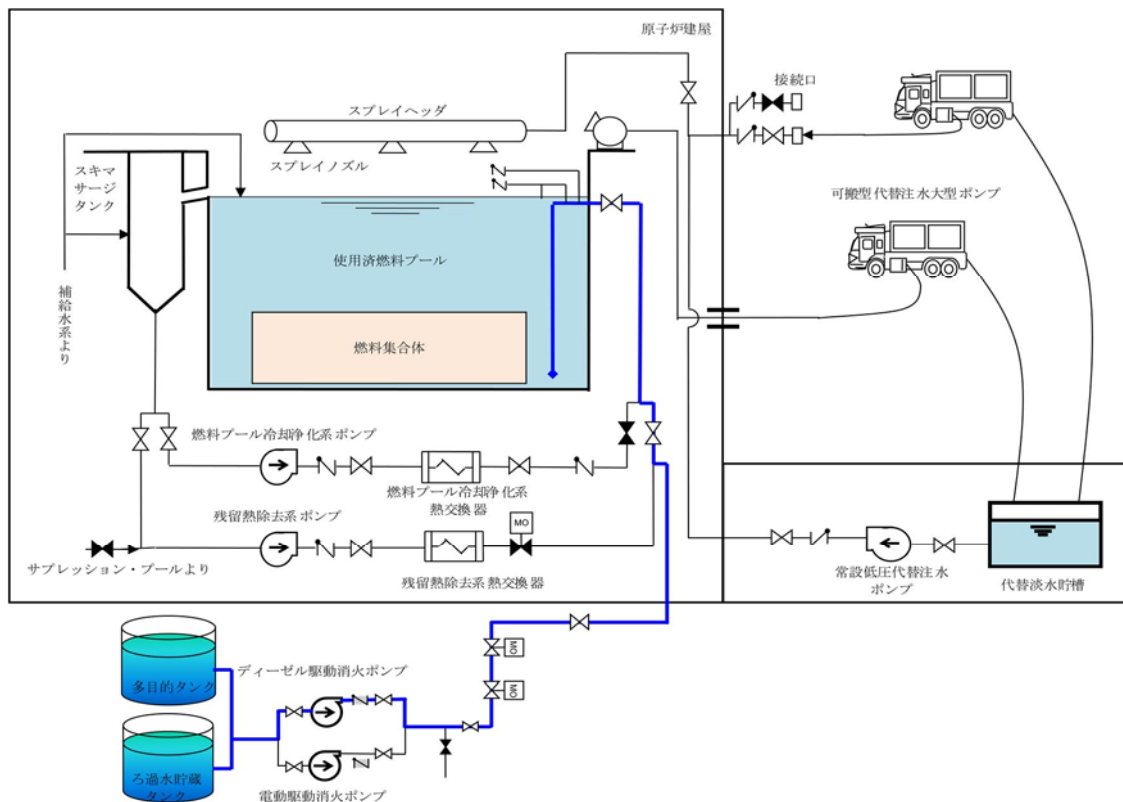 原子炉建屋
接続口
スプレイヘッダ
スプレイノズル
スキマ
サージ
タンク
可搬型代替注水大型ポンプ
使用済燃料プール
補給水系より
燃料集合体
燃料プール冷却浄化系ポンプ
燃料プール冷却浄化系
熱交換器
残留熱除去系ポンプ
MO
サプレッション・プールより
残留熱除去系熱交換器
常設低圧代替注水
ポンプ
代替淡水貯槽
MO
MO
ディーゼル駆動消火ポンプ
多目的タンク
ろ過水貯蔵
タンク
電動駆動消火ポンプ